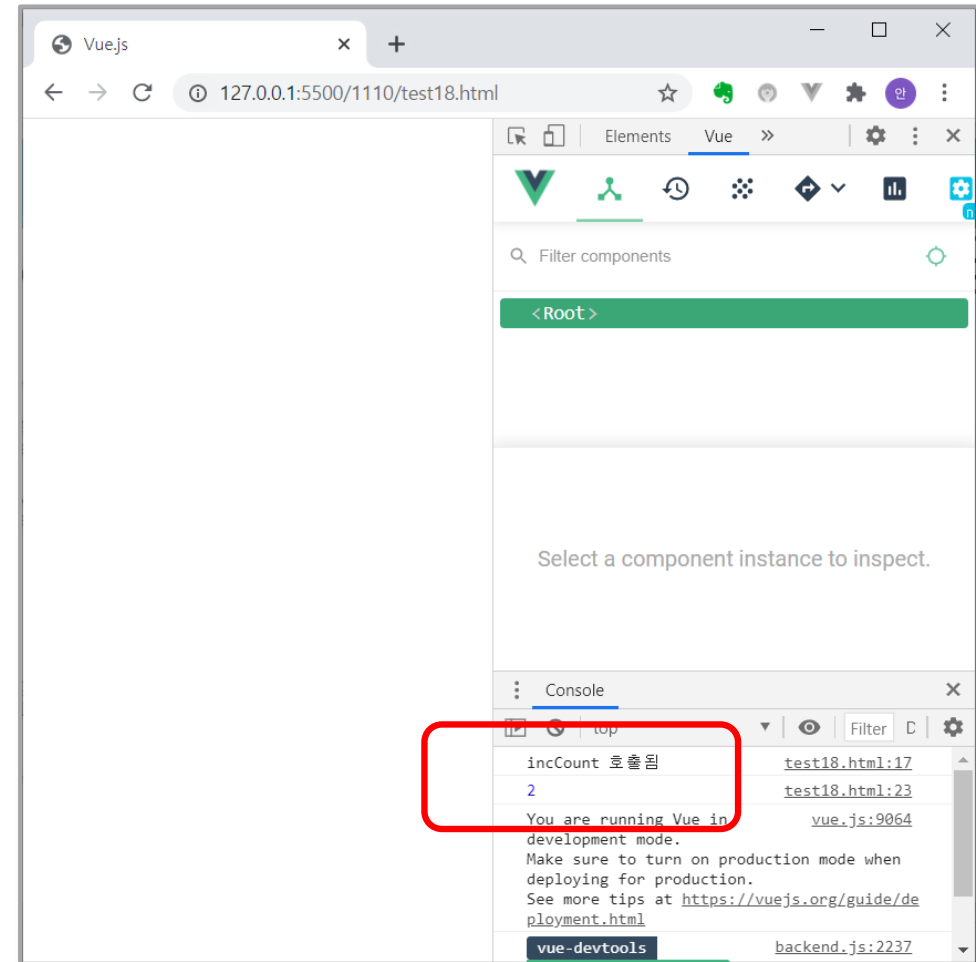 Vue.js
127.0.0.1:5500/1110/test18.html
안
Elements Vue »
n
Filter components
<Root>
Select a component instance to inspect.
Console
top Filter D
incCount 호출됨 test18.html:17
2 test18.html:23
You are running Vue in vue.js:9064
development mode.
Make sure to turn on production mode when
deploying for production.
See more tips at https://vuejs.org/guide/de
ployment.html
vue-devtools backend.js:2237